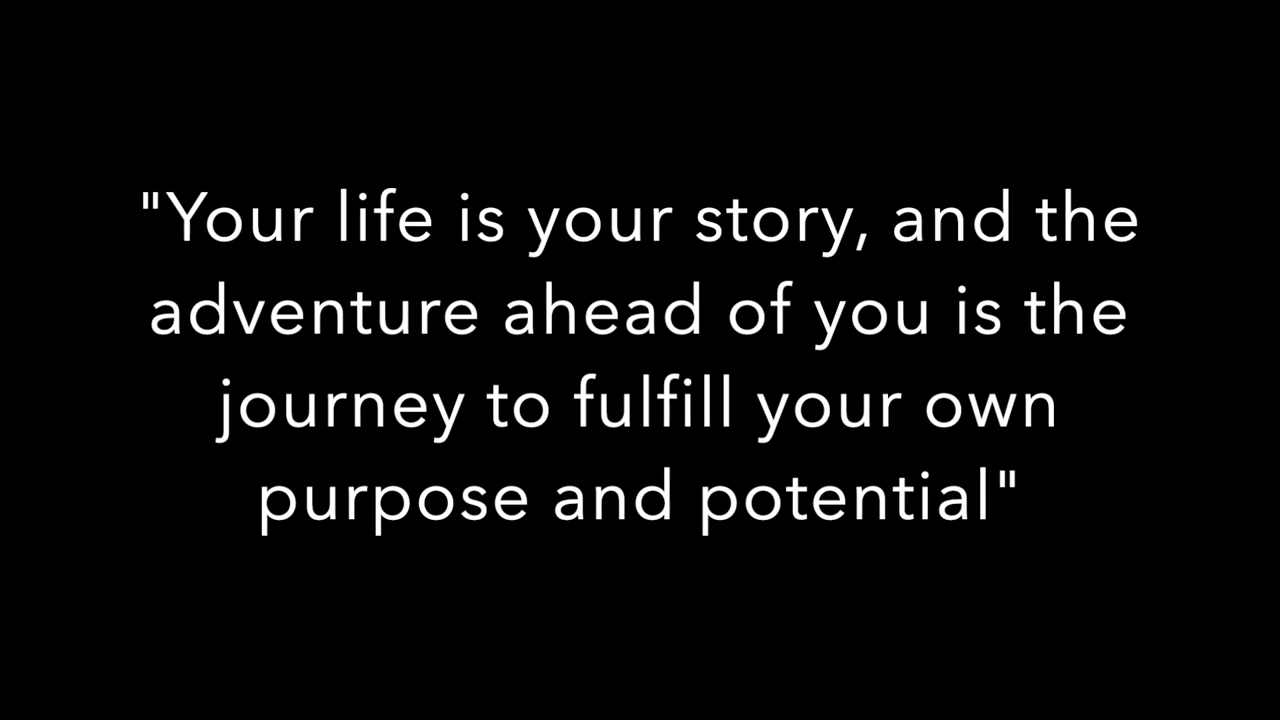 "Your life is your story, and the
adventure ahead of you is the
journey to fulfill your own
purpose and potential"